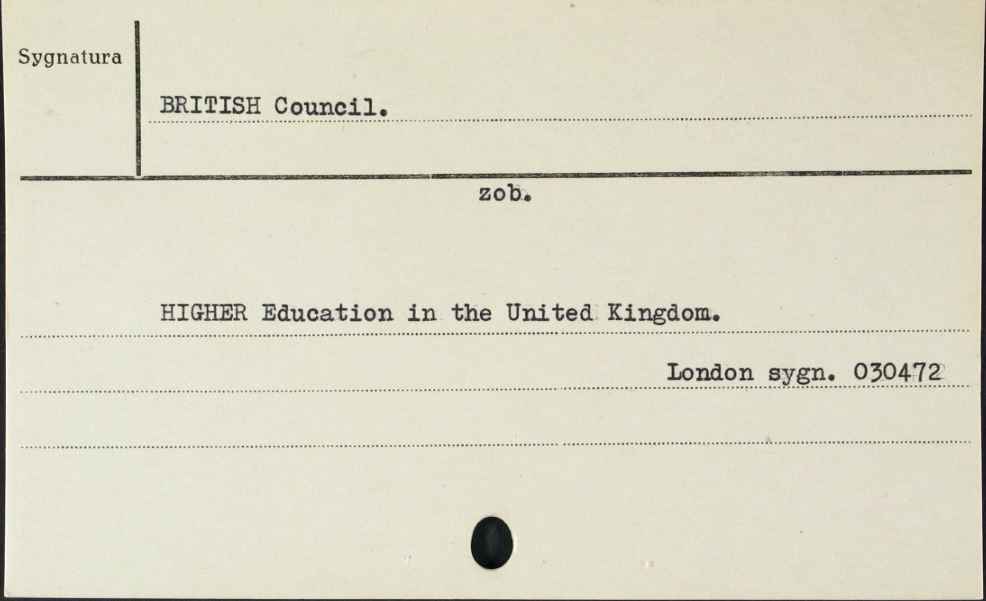 Sygnatura
BRITISH Council.
zob.
HIGHER Education in the United Kingdom.
London sygn. 030472